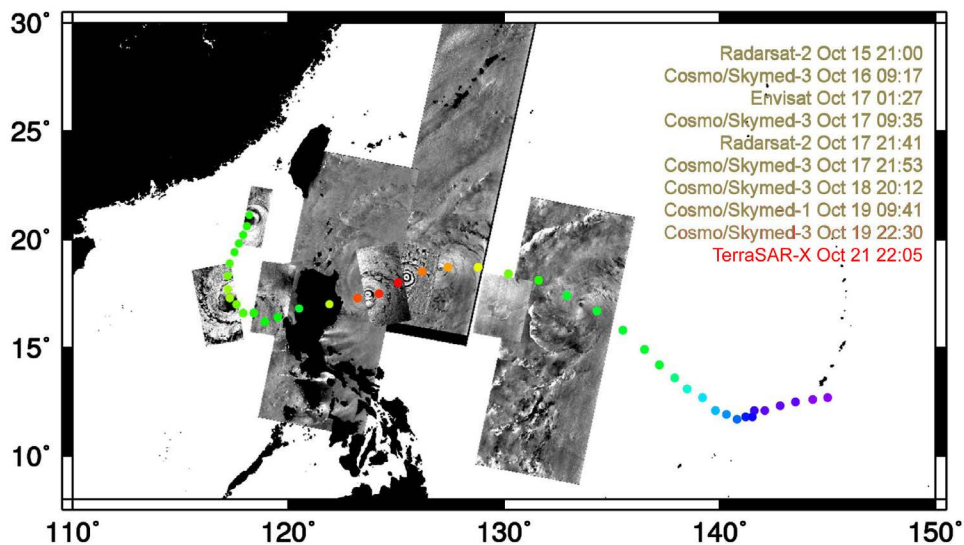 30°
Radarsat-2 Oct 15 21:00
Cosmo/Skymed-3 Oct 16 09:17
Envisat Oct 17 01:27
Cosmo/Skymed-3 Oct 17 09:35
25°
Radarsat-2 Oct 17 21:41
Cosmo/Skymed-3 Oct 17 21:53
Cosmo/Skymed-3 Oct 18 20:12
Cosmo/Skymed-1 Oct 19 09:41
Cosmo/Skymed-3 Oct 19 22:30
20°
TerraSAR-X Oct 21 22:05
15°
10°
110° 120° 130° 140° 150°